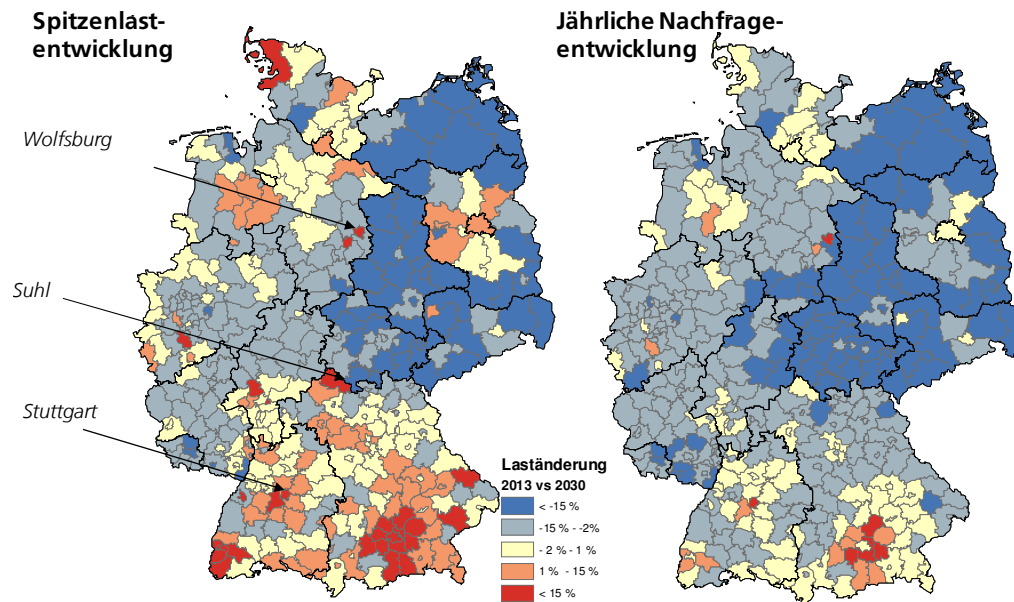 Spitzenlast-
entwicklung
Jährliche Nachfrage-
entwicklung
Wolfsburg
Suhl
Stuttgart
Laständerung
2013 vs 2030
< -15 %
-15 % - -2%
- 2 % - 1 %
1 % - 15 %
< 15 %